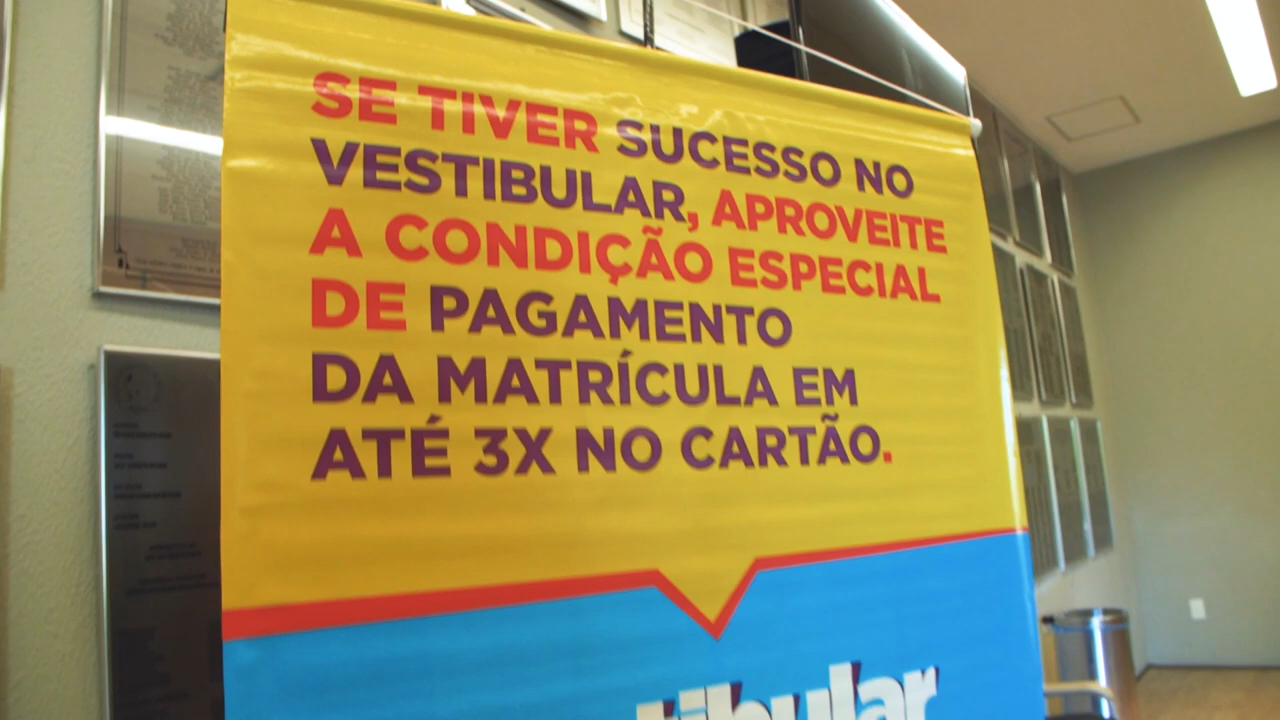 SE TIVER SUCESSO NO
VESTIBULAR, APROVEITE
A CONDIÇÃO ESPECIAL
DE PAGAMENTO
DA MATRÍCULA EM
ATÉ 3X NO CARTÃO.